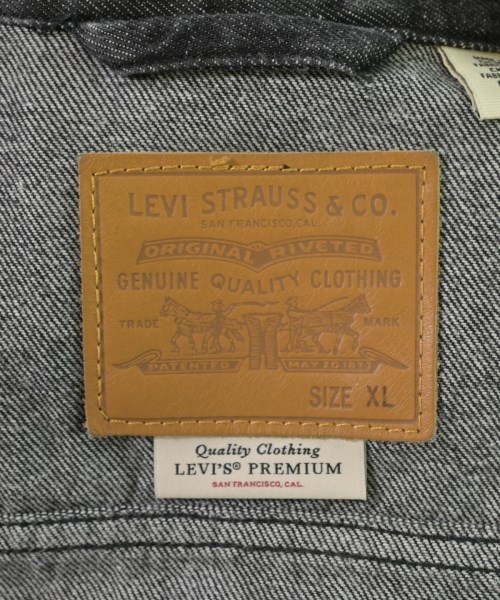 LEVI STRAUSS & CO.
SAN FRANCISCO, CAL.
ORIGINAL RIVETED
GENUINE QUALITY CLOTHING
TRADE MARK
PATENTED MAY 20 1873
SIZE XL
Quality Clothing
LEVI'S® PREMIUM
SAN FRANCISCO, CAL.